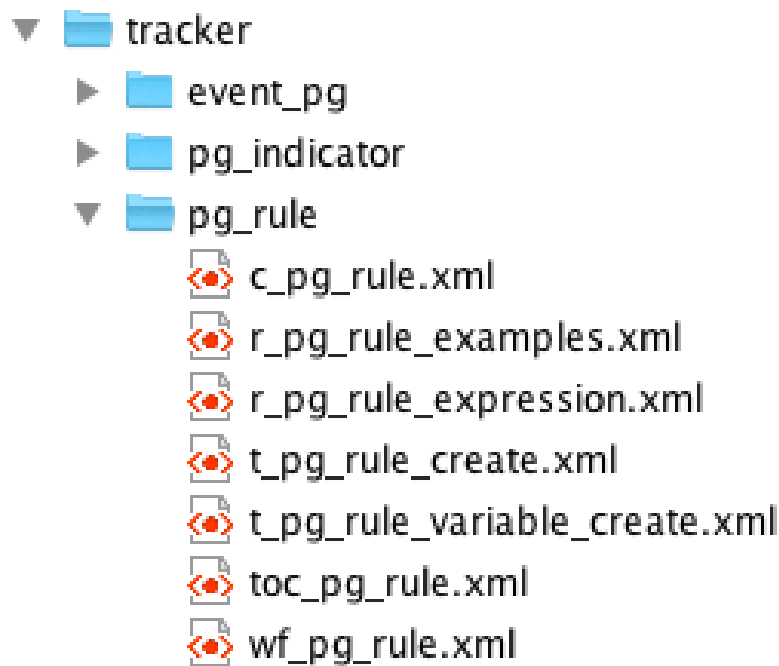 tracker
event_pg
pg_indicator
pg_rule
c_pg_rule.xml
r_pg_rule_examples.xml
r_pg_rule_expression.xml
t_pg_rule_create.xml
t_pg_rule_variable_create.xml
toc_pg_rule.xml
wf_pg_rule.xml